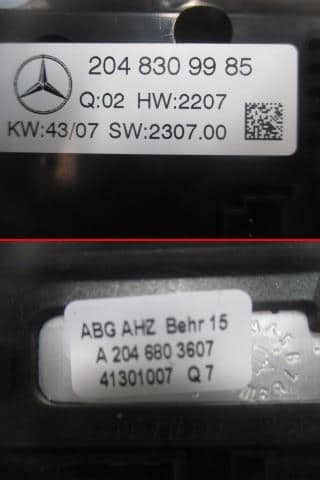 204 830 99 85
Q:02 HW:2207
KW:43/07 SW:2307.00
ABG AHZ Behr 15
A 204 680 3607
41301007 Q 7